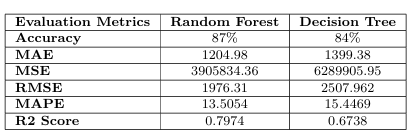 Evaluation Metrics Random Forest Decision Tree
Accuracy 87% 84%
MAE 1204.98 1399.38
MSE 3905834.36 6289905.95
RMSE 1976.31 2507.962
MAPE 13.5054 15.4469
R2 Score 0.7974 0.6738